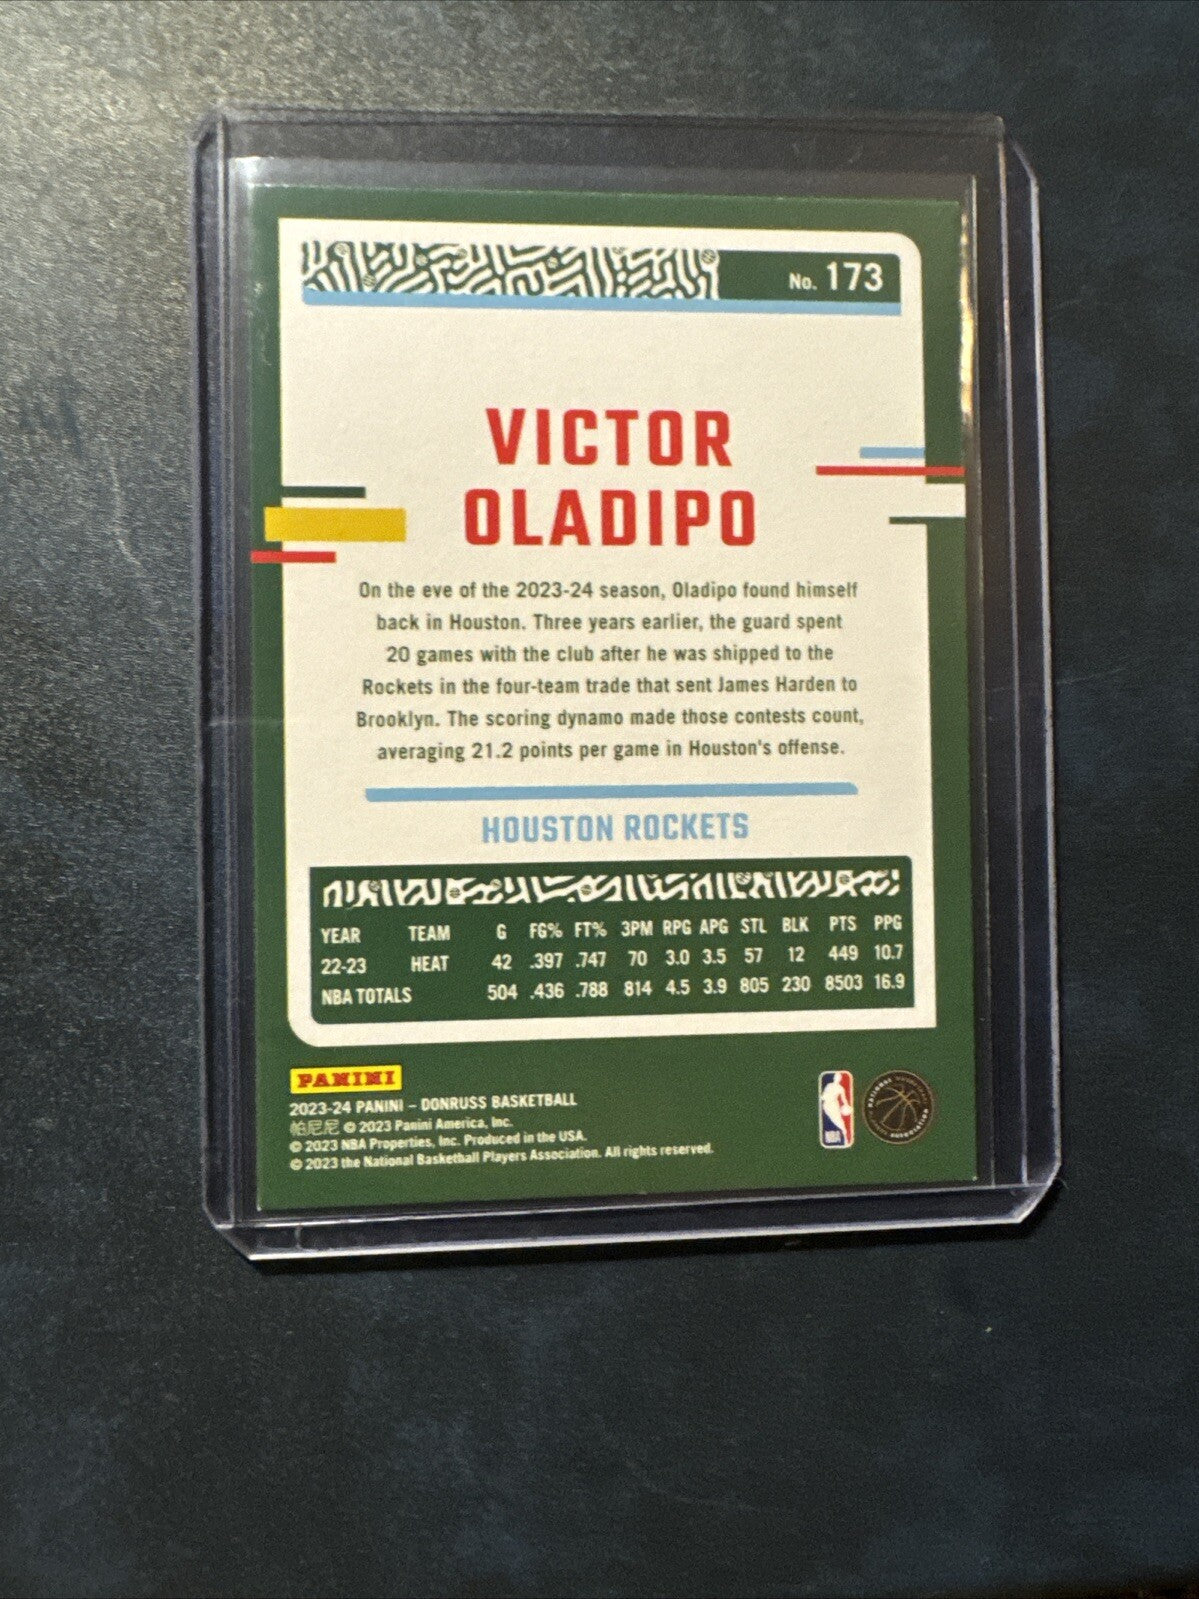 No. 173
VICTOR
OLADIPO
On the eve of the 2023-24 season, Oladipo found himself
back in Houston. Three years earlier, the guard spent
20 games with the club after he was shipped to the
Rockets in the four-team trade that sent James Harden to
Brooklyn. The scoring dynamo made those contests count,
averaging 21.2 points per game in Houston's offense.
HOUSTON ROCKETS
YEAR TEAM G FG% FT% 3PM RPG APG STL BLK PTS PPG
22-23 HEAT 42 .397 .747 70 3.0 3.5 57 12 449 10.7
NBA TOTALS 504 .436 .788 814 4.5 3.9 805 230 8503 16.9
PANINI
2023-24 PANINI – DONRUSS BASKETBALL
帕尼尼 © 2023 Panini America, Inc.
© 2023 NBA Properties, Inc. Produced in the USA.
© 2023 the National Basketball Players Association. All rights reserved.
NBA